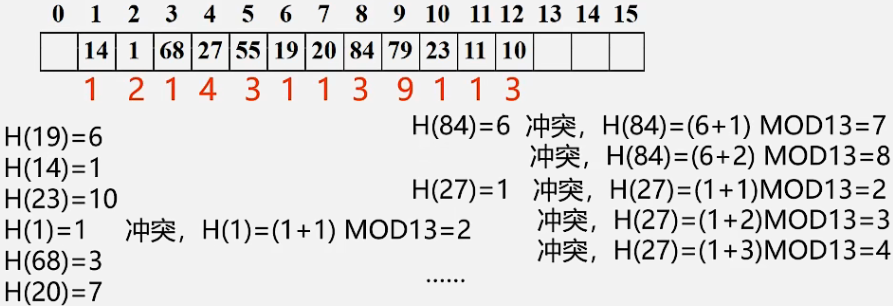 0 1 2 3 4 5 6 7 8 9 10 11 12 13 14 15
14 1 68 27 55 19 20 84 79 23 11 10
1 2 1 4 3 1 1 3 9 1 1 3
H(19)=6
H(14)=1
H(23)=10
H(1)=1 冲突，H(1)=(1+1) MOD13=2
H(68)=3
H(20)=7
H(84)=6 冲突，H(84)=(6+1) MOD13=7
冲突，H(84)=(6+2) MOD13=8
H(27)=1 冲突，H(27)=(1+1)MOD13=2
冲突，H(27)=(1+2)MOD13=3
冲突，H(27)=(1+3)MOD13=4
......